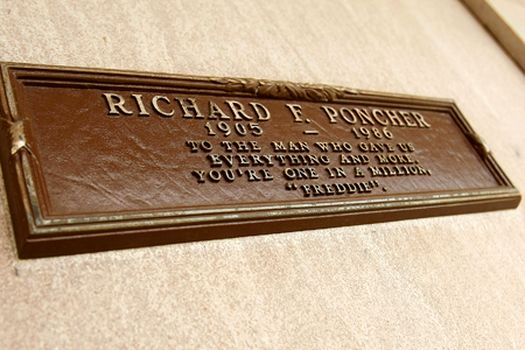 RICHARD F. PONCHER
1905 – 1986
TO THE MAN WHO GAVE US
EVERYTHING AND MORE.
YOU'RE ONE IN A MILLION,
"FREDDIE".